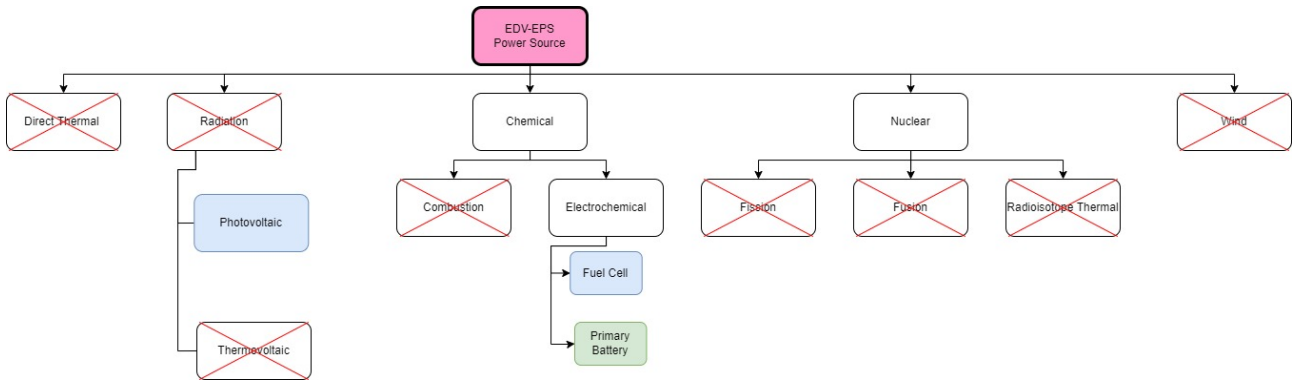 EDV-EPS
Power Source
Direct Thermal
Radiation
Chemical
Nuclear
Wind
Combustion
Electrochemical
Fission
Fusion
Radioisotope Thermal
Photovoltaic
Fuel Cell
Primary
Battery
Thermovoltaic